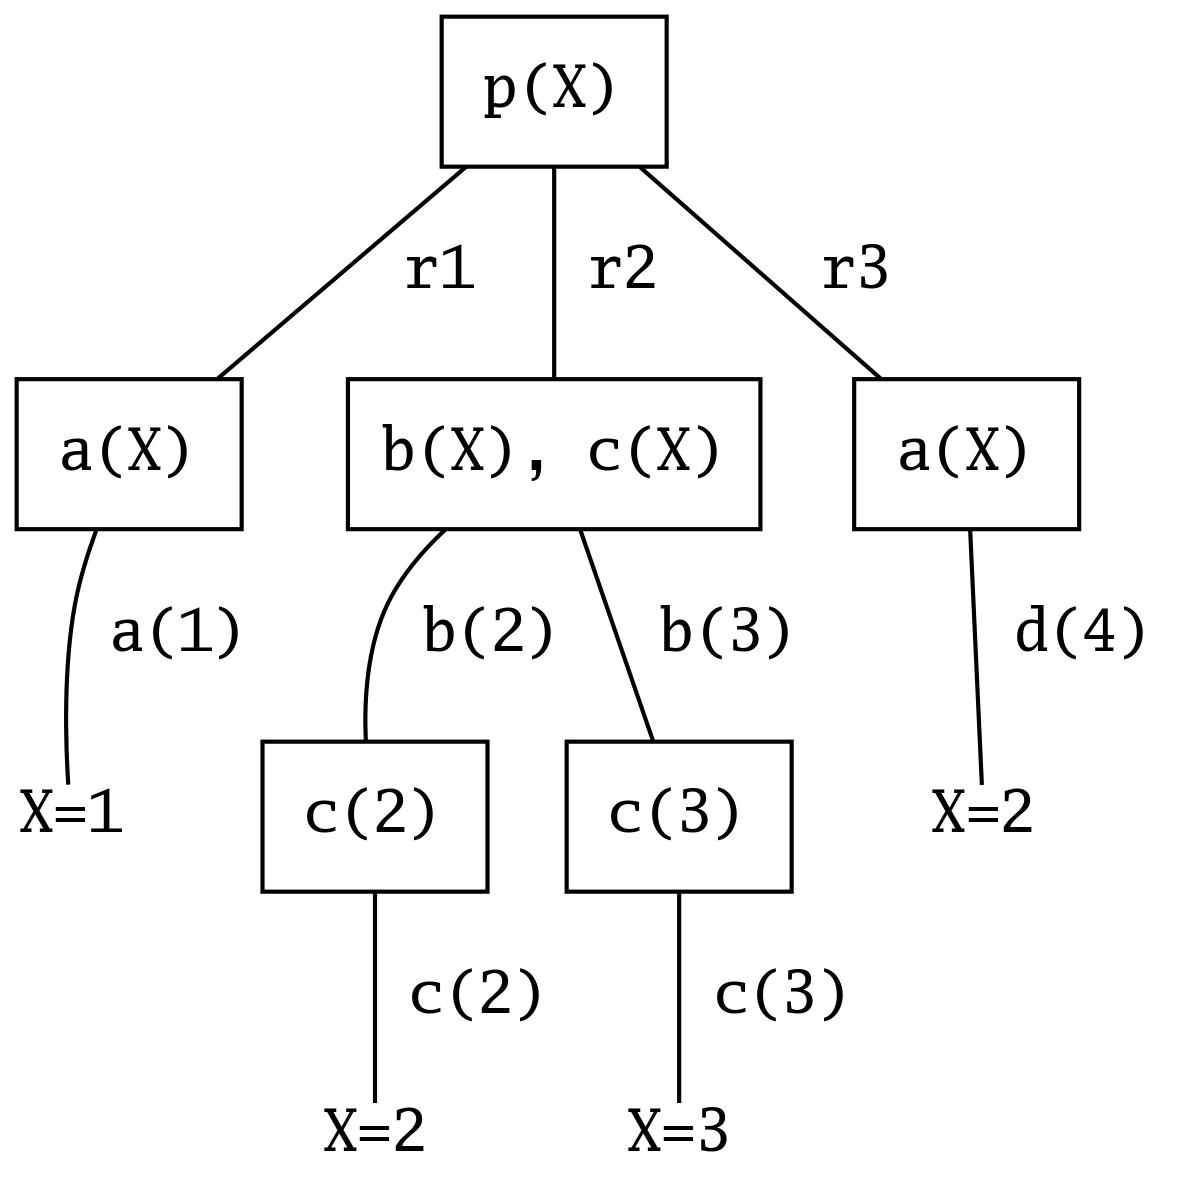 p(X)
r1 r2 r3
a(X) b(X), c(X) a(X)
a(1) b(2) b(3) d(4)
X=1 c(2) c(3) X=2
c(2) c(3)
X=2 X=3